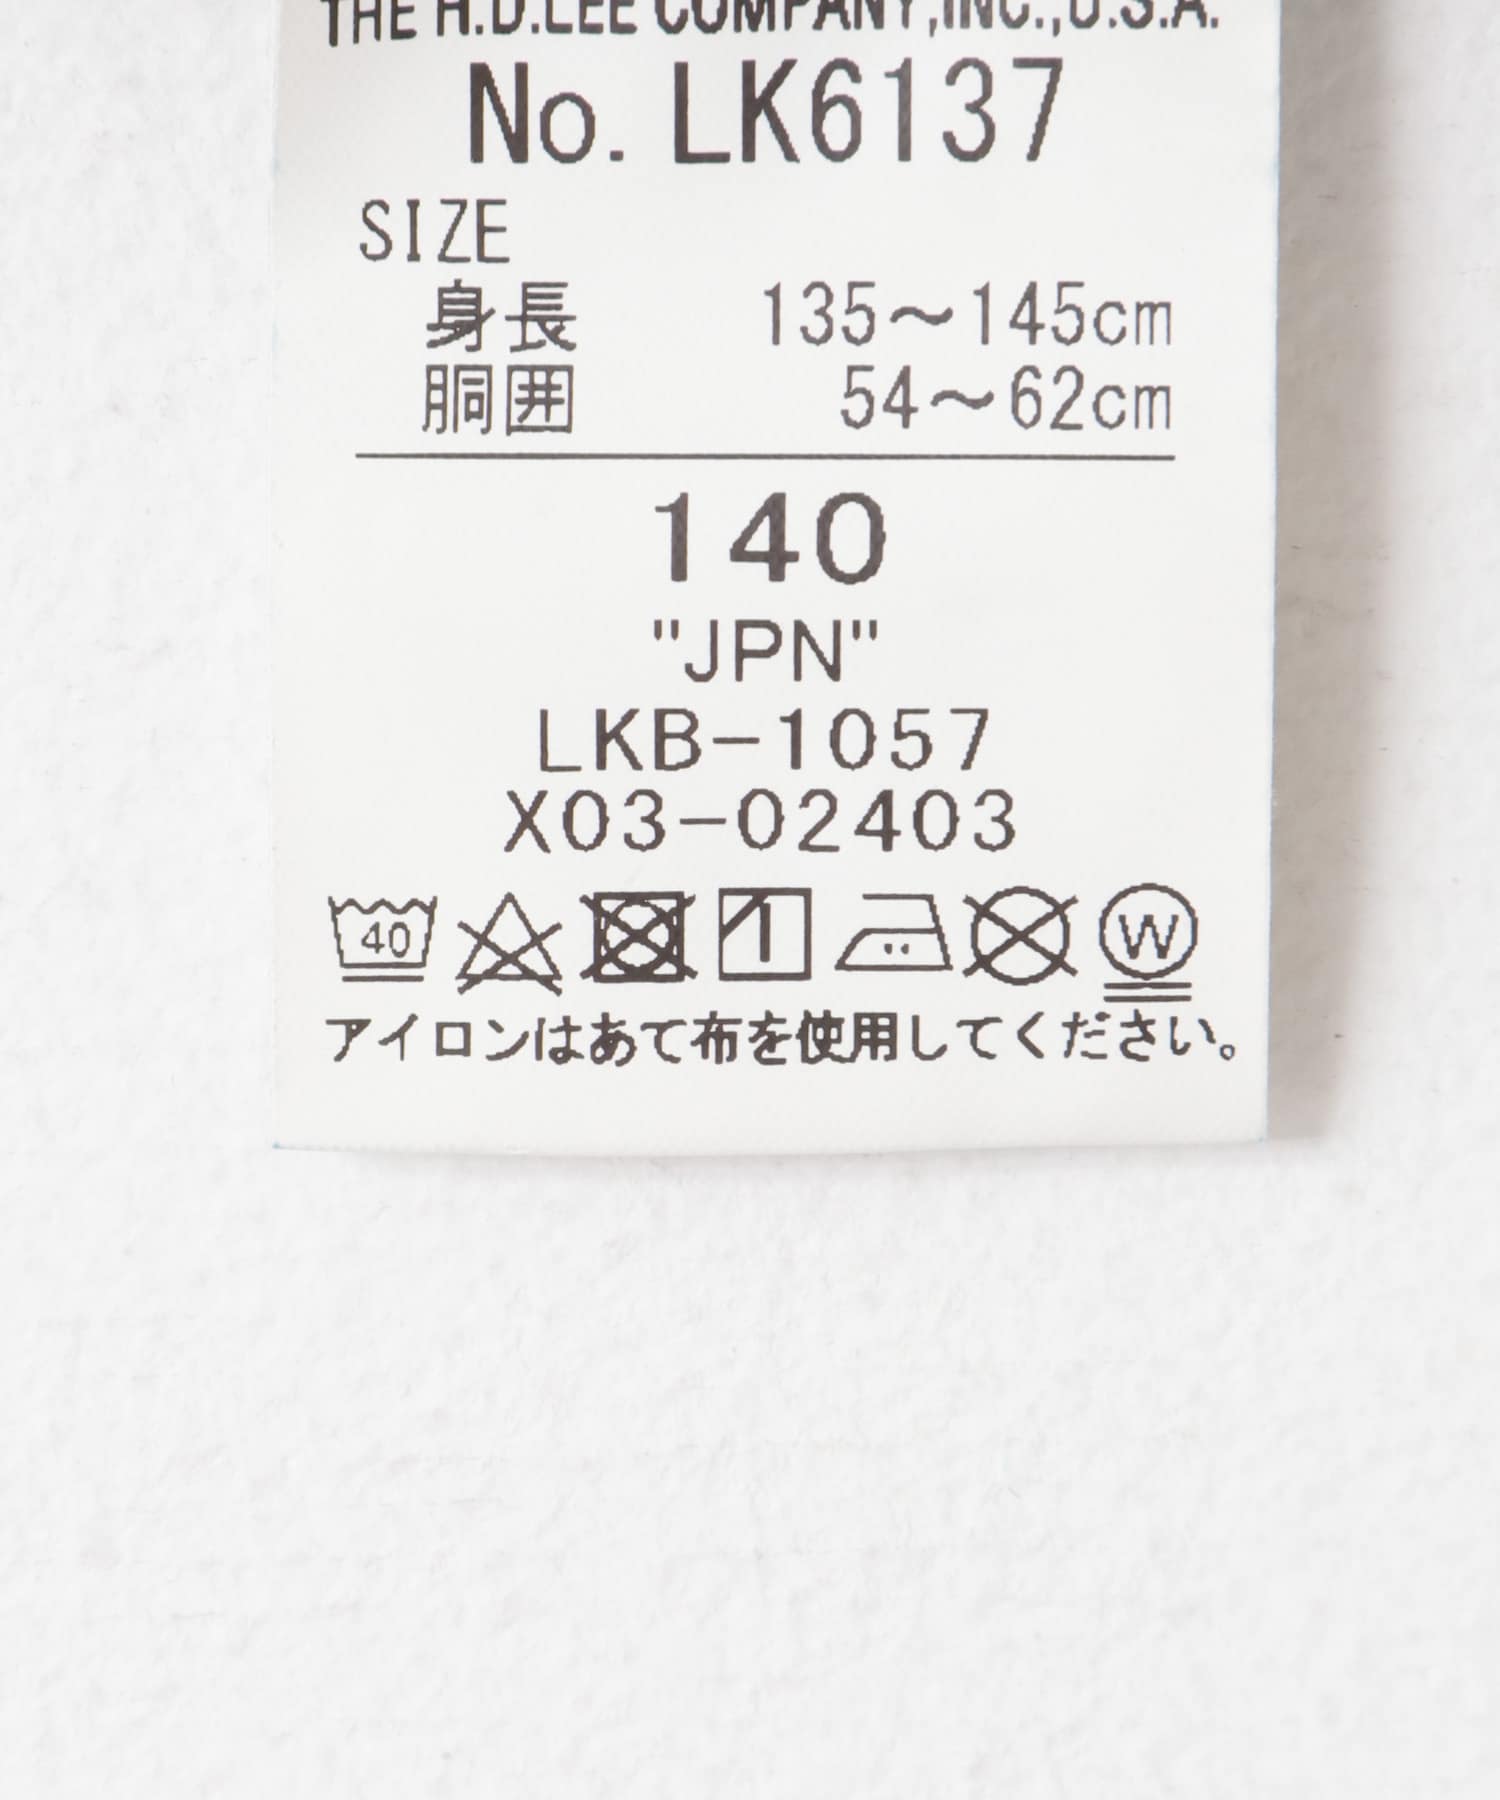 THE H.D.LEE COMPANY,INC.,U.S.A.
No. LK6137
SIZE
身長 135～145cm
胴囲 54～62cm
140
"JPN"
LKB-1057
X03-02403
40 W
アイロンはあて布を使用してください。